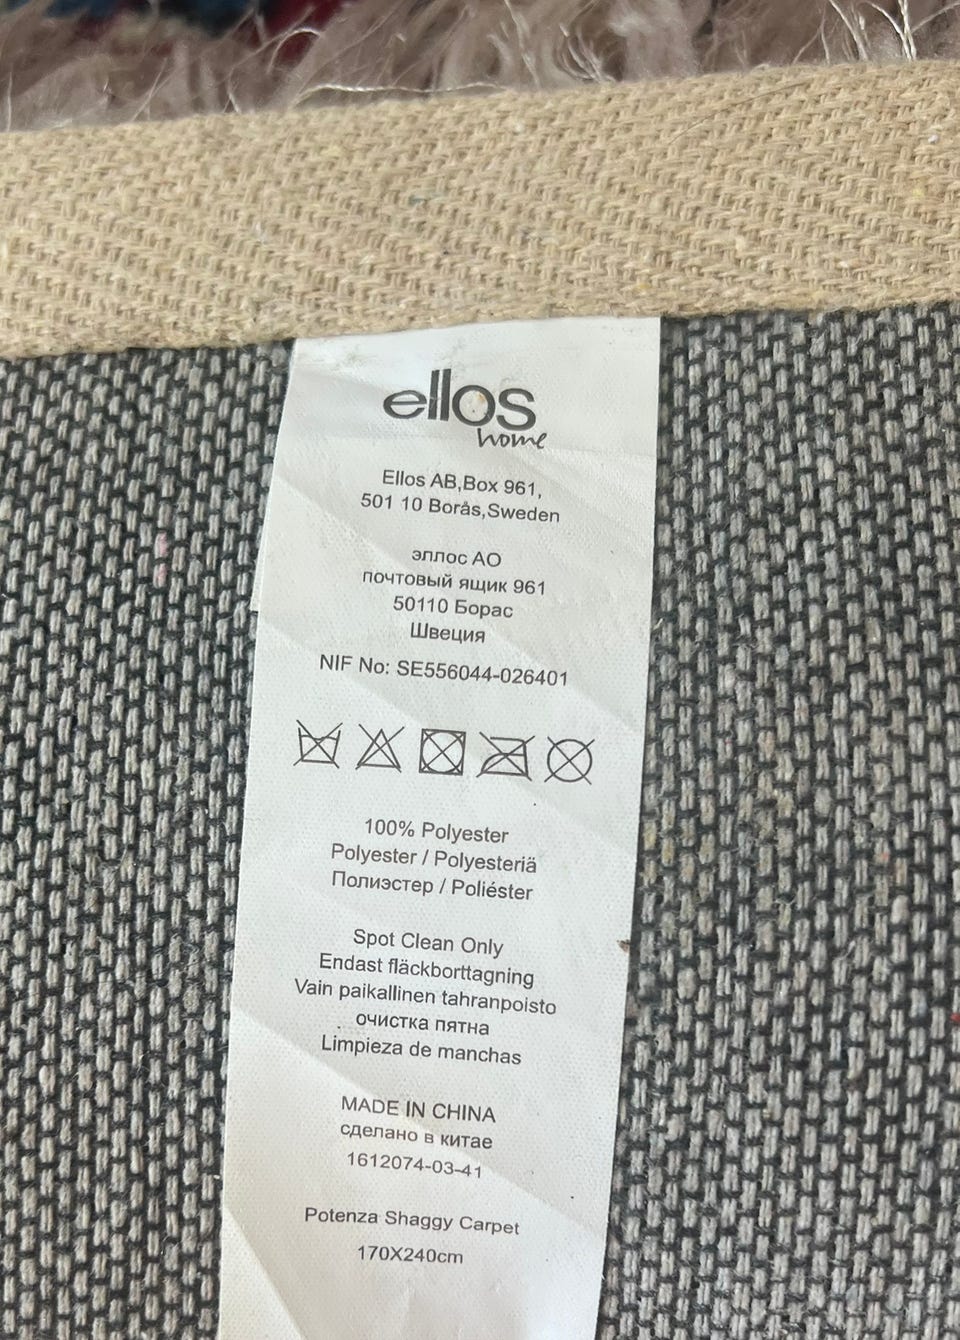 ellos
home
Ellos AB,Box 961,
501 10 Borås,Sweden
эллос АО
почтовый ящик 961
50110 Борас
Швеция
NIF No: SE556044-026401
100% Polyester
Polyester / Polyesteriä
Полиэстер / Poliéster
Spot Clean Only
Endast fläckborttagning
Vain paikallinen tahranpoisto
очистка пятна
Limpieza de manchas
MADE IN CHINA
сделано в китае
1612074-03-41
Potenza Shaggy Carpet
170X240cm